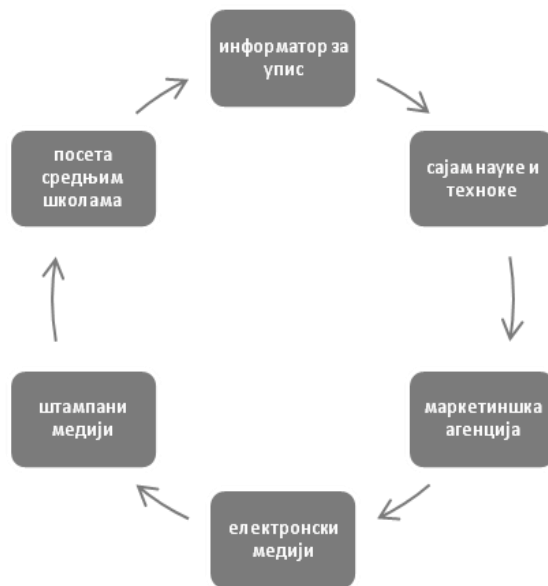 информатор за
упис
сајам науке и
техноке
маркетиншка
агенција
електронски
медији
штампани
медији
посета
средњим
школама